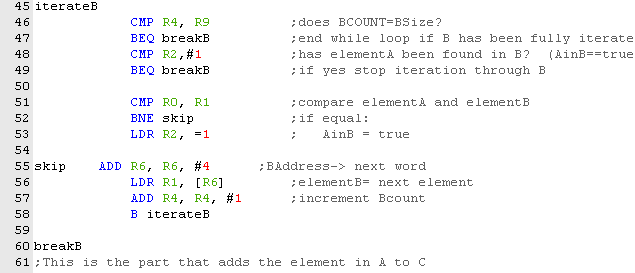 45 iterateB
46 CMP R4, R9 ;does BCOUNT=BSize?
47 BEQ breakB ;end while loop if B has been fully iterate
48 CMP R2,#1 ;has elementA been found in B? (AinB==true
49 BEQ breakB ;if yes stop iteration through B
50
51 CMP R0, R1 ;compare elementA and elementB
52 BNE skip ;if equal:
53 LDR R2, =1 ; AinB = true
54
55 skip ADD R6, R6, #4 ;BAddress-> next word
56 LDR R1, [R6] ;elementB= next element
57 ADD R4, R4, #1 ;increment Bcount
58 B iterateB
59
60 breakB
61 ;This is the part that adds the element in A to C